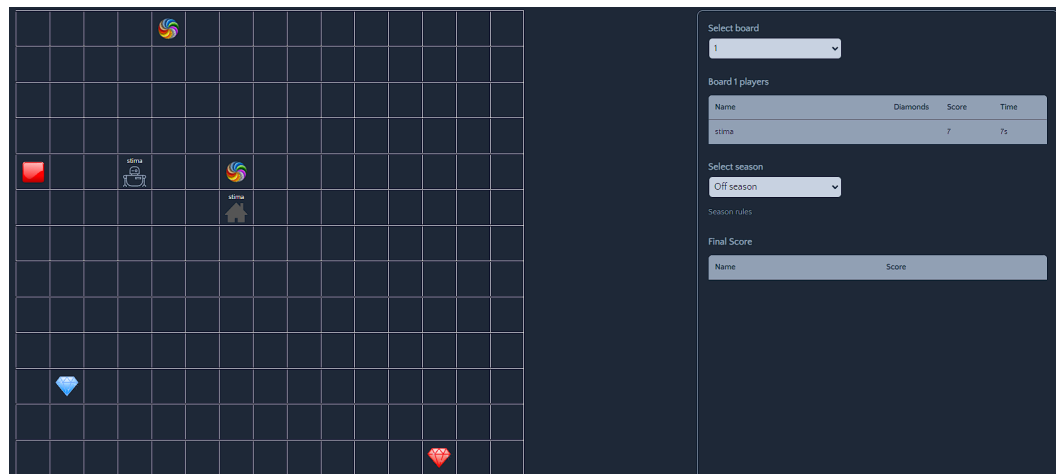 stima
stima
Select board
1
Board 1 players
Name Diamonds Score Time
stima 7 7s
Select season
Off season
Season rules
Final Score
Name Score